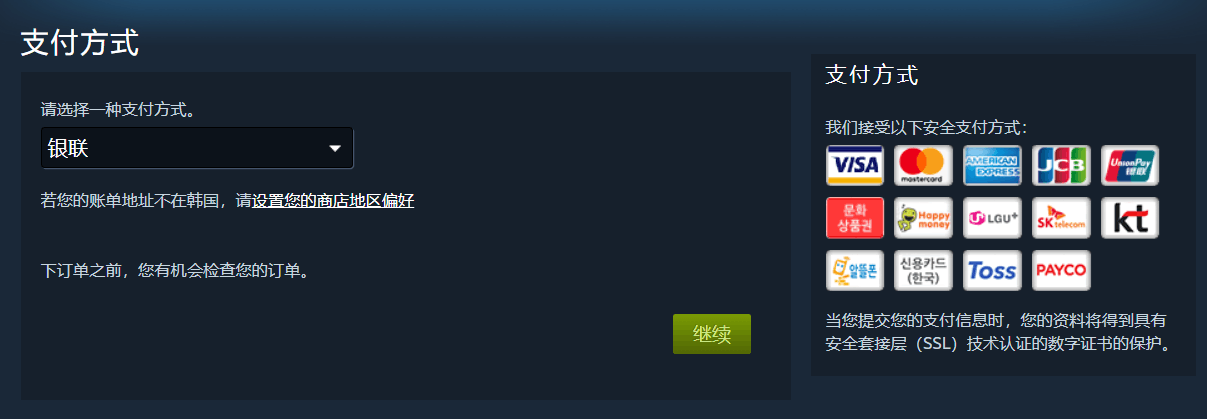 支付方式
请选择一种支付方式。
银联
若您的账单地址不在韩国，请设置您的商店地区偏好
下订单之前，您有机会检查您的订单。
继续
支付方式
我们接受以下安全支付方式：
VISA
mastercard
AMERICAN EXPRESS
JCB
UnionPay
银联
문화
상품권
Happy
money
LGU+
SK telecom
kt
알뜰폰
신용카드
(한국)
Toss
PAYCO
当您提交您的支付信息时，您的资料将得到具有
安全套接层（SSL）技术认证的数字证书的保护。